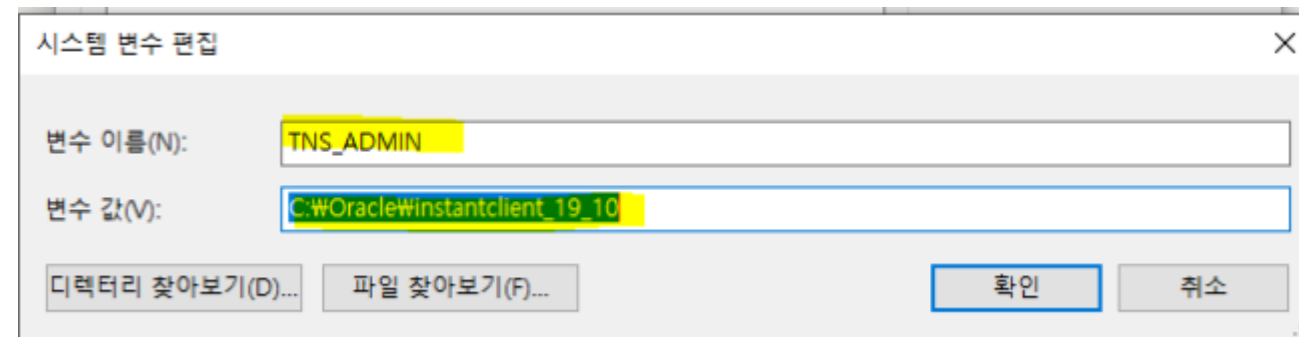 시스템 변수 편집
변수 이름(N): TNS_ADMIN
변수 값(V): C:₩Oracle₩instantclient_19_10
디렉터리 찾아보기(D)... 파일 찾아보기(F)... 확인 취소